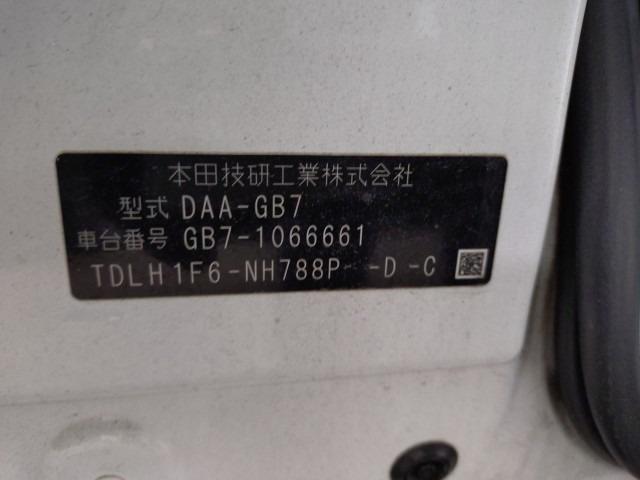 本田技研工業株式会社
型式 DAA-GB7
車台番号 GB7-1066661
TDLH1F6-NH788P--D-C